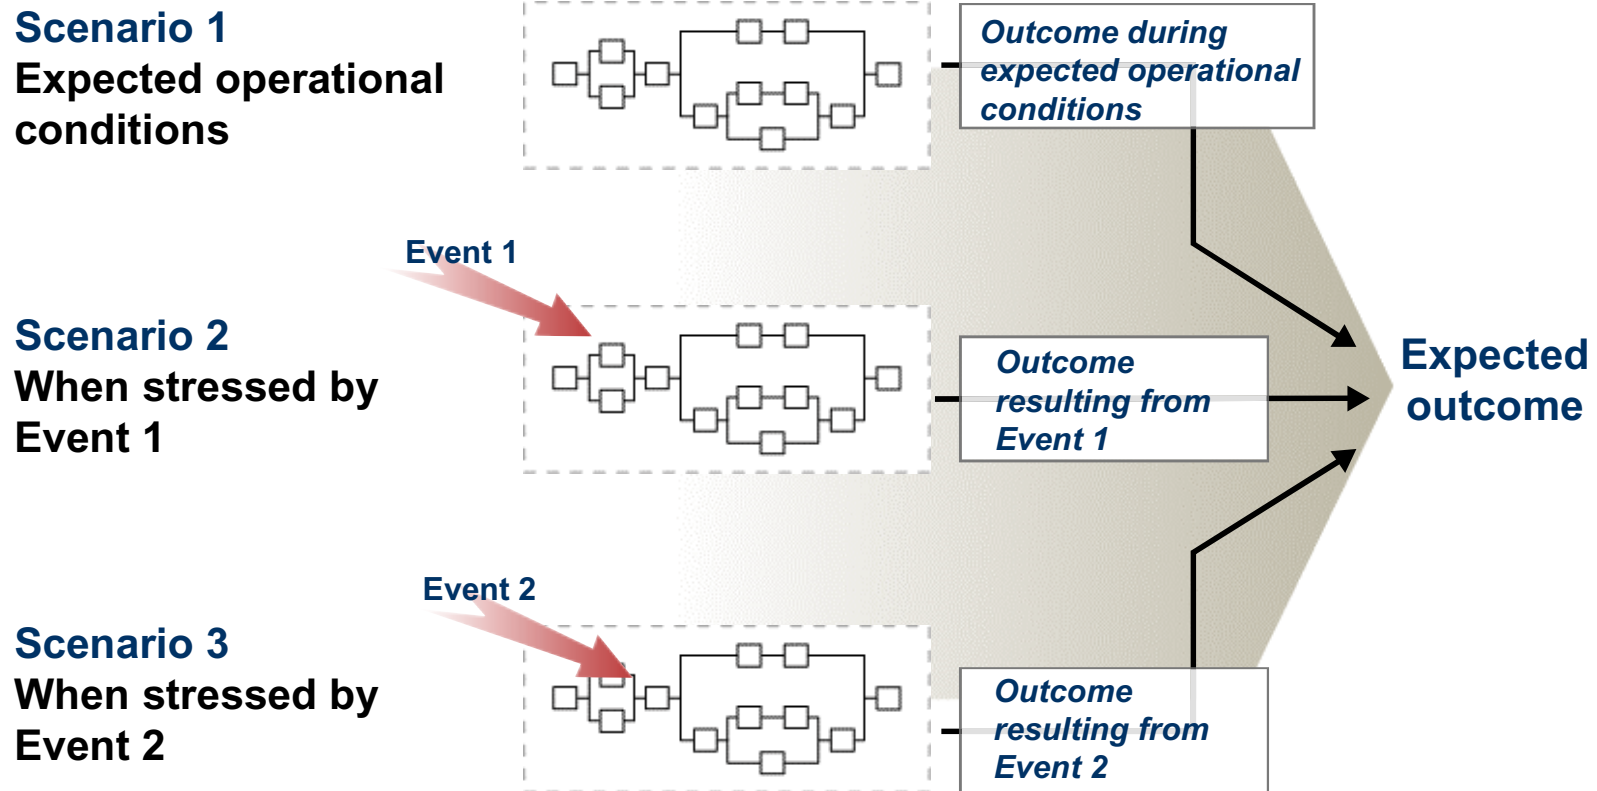 Scenario 1
Expected operational
conditions
Outcome during
expected operational
conditions
Event 1
Scenario 2
When stressed by
Event 1
Outcome
resulting from
Event 1
Expected
outcome
Event 2
Scenario 3
When stressed by
Event 2
Outcome
resulting from
Event 2